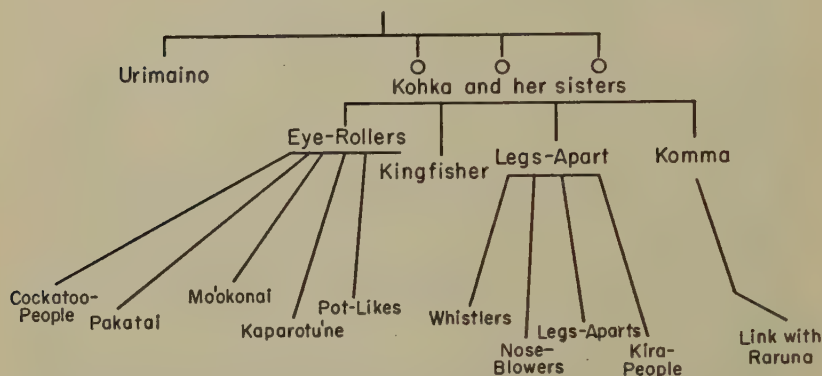 Urimaino
Kohka and her sisters
Eye-Rollers
Kingfisher
Legs-Apart
Komma
Cockatoo-
People
Pakatai
Mo'okonai
Kaparotu'ne
Pot-Likes
Whistlers
Nose-
Blowers
Legs-Aparts
Kira-
People
Link with
Raruna